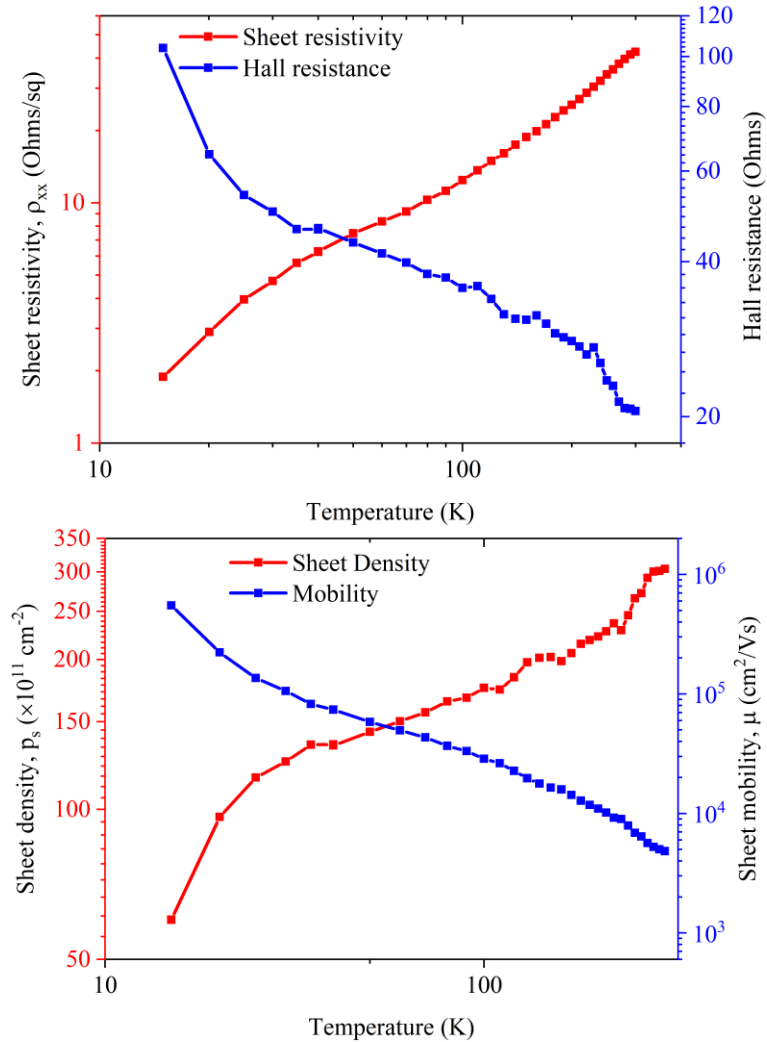 Sheet resistivity
Hall resistance
Sheet resistivity, ρxx (Ohms/sq)
10
1
120
100
80
60
40
20
Hall resistance (Ohms)
10
100
Temperature (K)
Sheet Density
Mobility
Sheet density, ps (×10¹¹ cm⁻²)
350
300
250
200
150
100
50
10⁶
10⁵
10⁴
10³
Sheet mobility, μ (cm²/Vs)
10
100
Temperature (K)